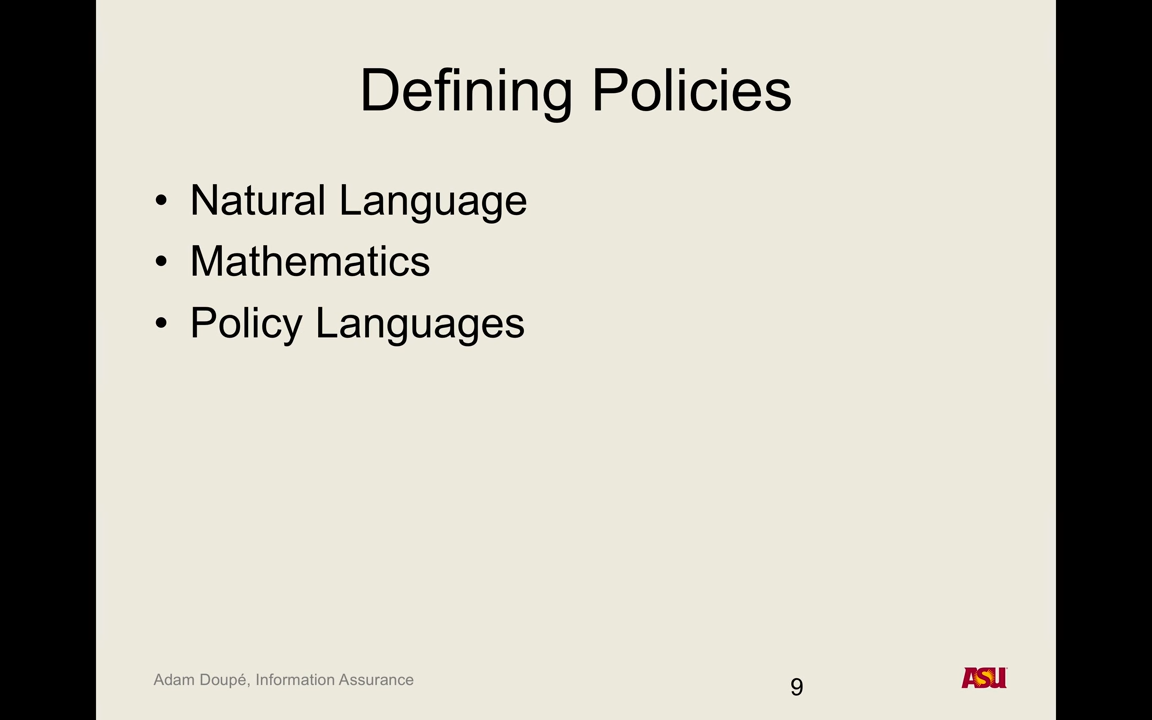 Defining Policies
• Natural Language
• Mathematics
• Policy Languages
Adam Doupé, Information Assurance
9
ASU